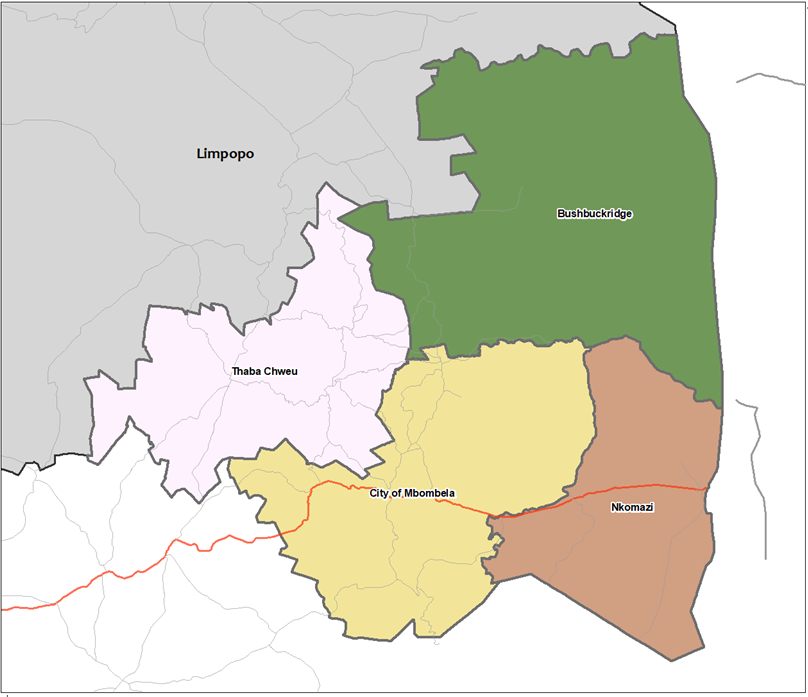 Limpopo
Bushbuckridge
Thaba Chweu
City of Mbombela
Nkomazi